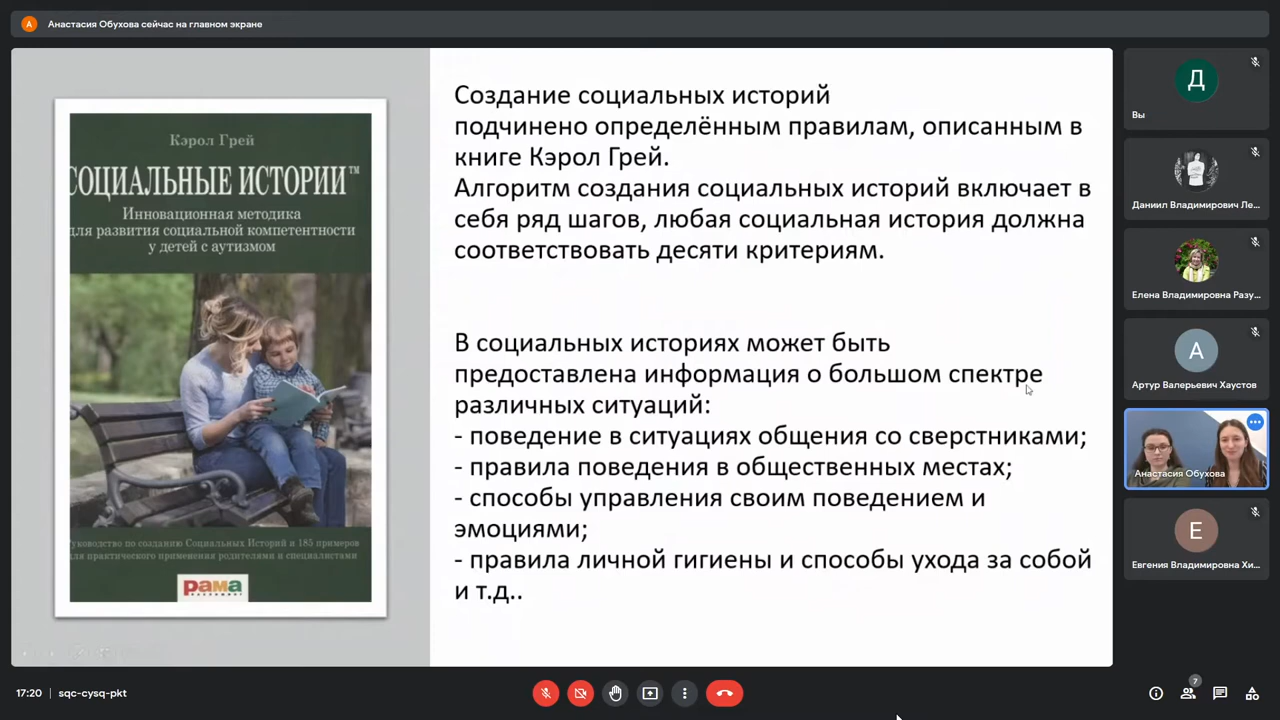 А
Анастасия Обухова сейчас на главном экране
Кэрол Грей
СОЦИАЛЬНЫЕ ИСТОРИИ™
Инновационная методика
для развития социальной компетентности
у детей с аутизмом
Руководство по созданию Социальных Историй и 185 примеров
для практического применения родителями и специалистами
рама
Создание социальных историй
подчинено определённым правилам, описанным в
книге Кэрол Грей.
Алгоритм создания социальных историй включает в
себя ряд шагов, любая социальная история должна
соответствовать десяти критериям.
В социальных историях может быть
предоставлена информация о большом спектре
различных ситуаций:
- поведение в ситуациях общения со сверстниками;
- правила поведения в общественных местах;
- способы управления своим поведением и
эмоциями;
- правила личной гигиены и способы ухода за собой
и т.д..
Д
Вы
Даниил Владимирович Ле...
Елена Владимировна Разу...
А
Артур Валерьевич Хаустов
Анастасия Обухова
Е
Евгения Владимировна Хи...
17:20 | sqc-cysq-pkt
7